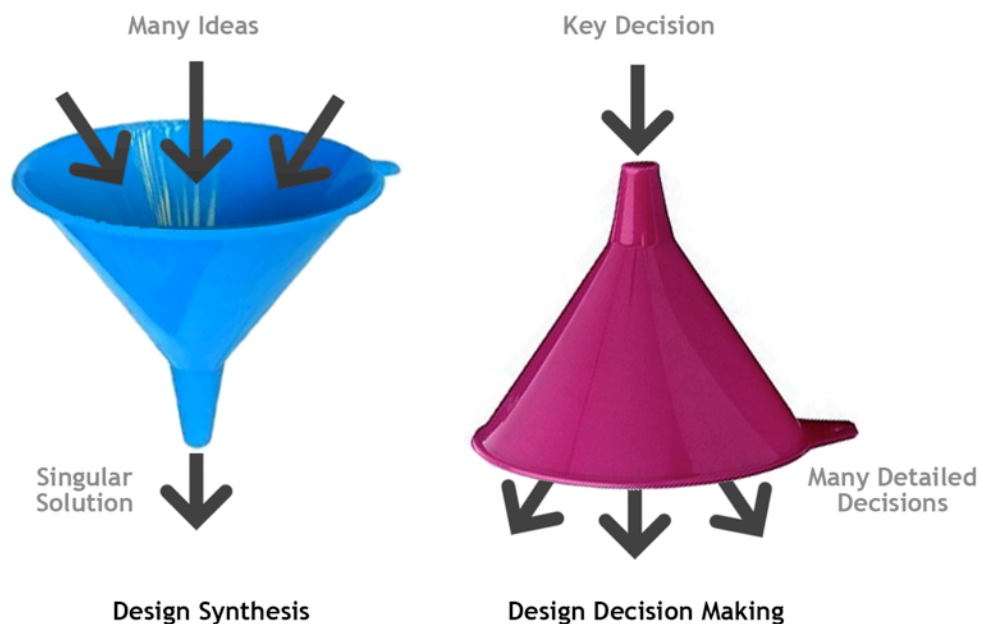 Many Ideas
Key Decision
Singular
Solution
Many Detailed
Decisions
Design Synthesis
Design Decision Making